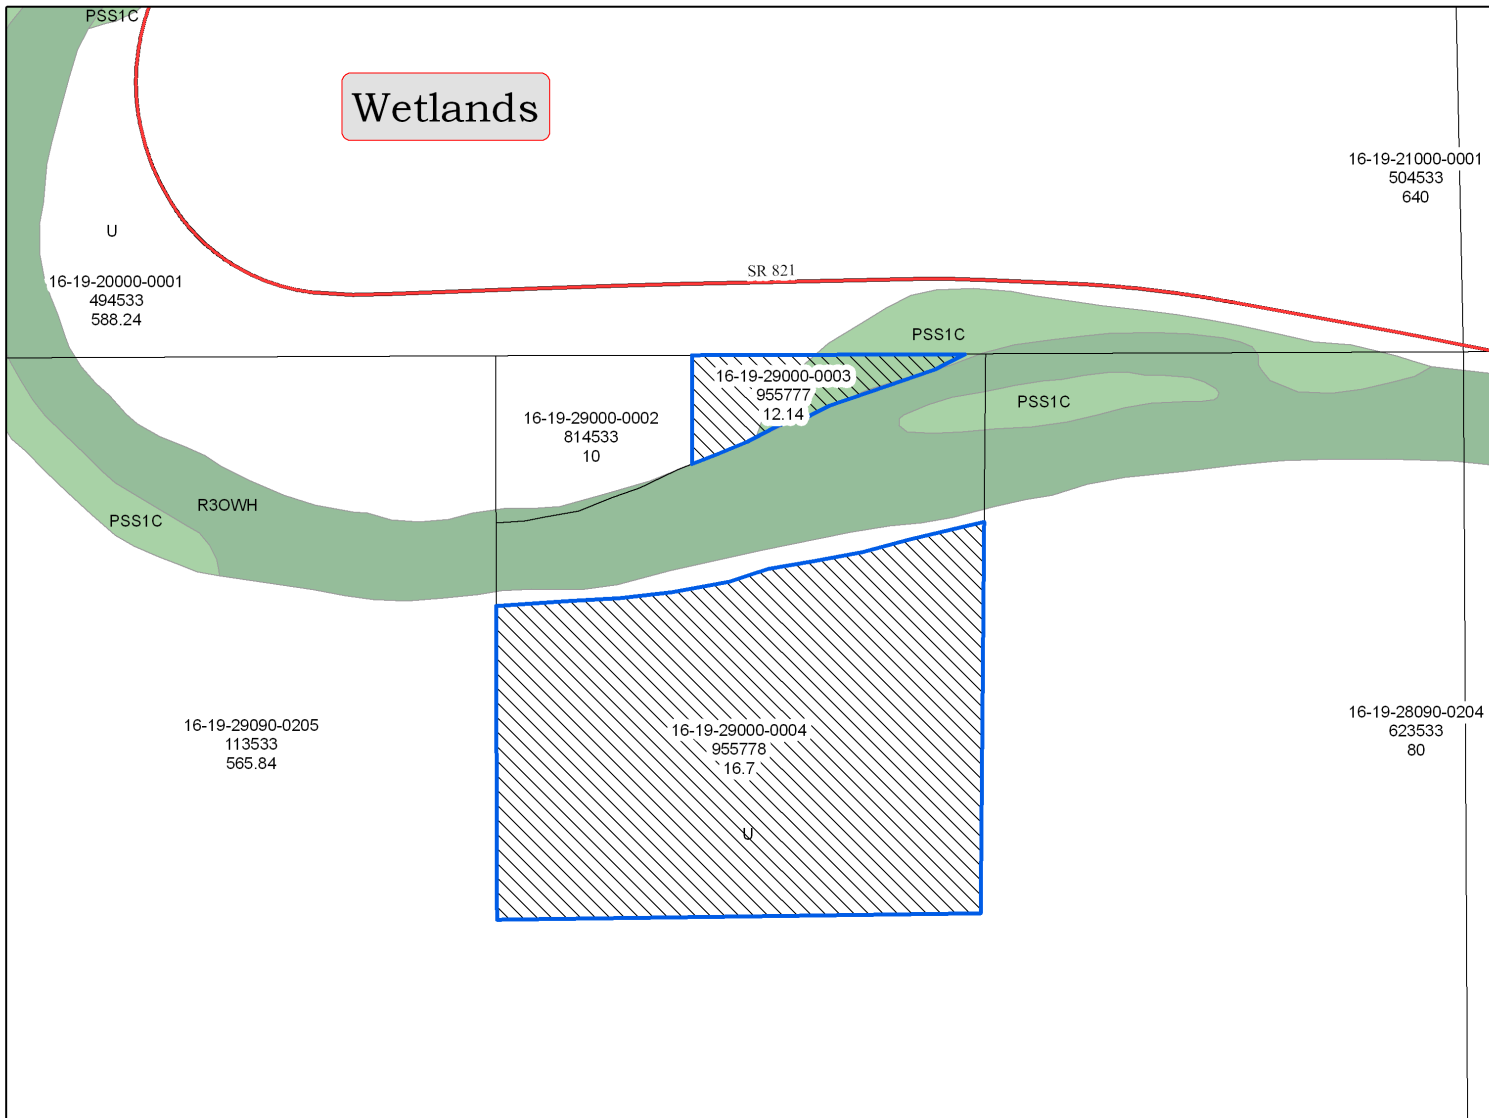 PSS1C
Wetlands
16-19-21000-0001
504533
640
U
16-19-20000-0001
494533
588.24
SR 821
PSS1C
16-19-29000-0003
955777
12.14
PSS1C
16-19-29000-0002
814533
10
R3OWH
PSS1C
16-19-29090-0205
113533
565.84
16-19-29000-0004
955778
16.7
16-19-28090-0204
623533
80
U